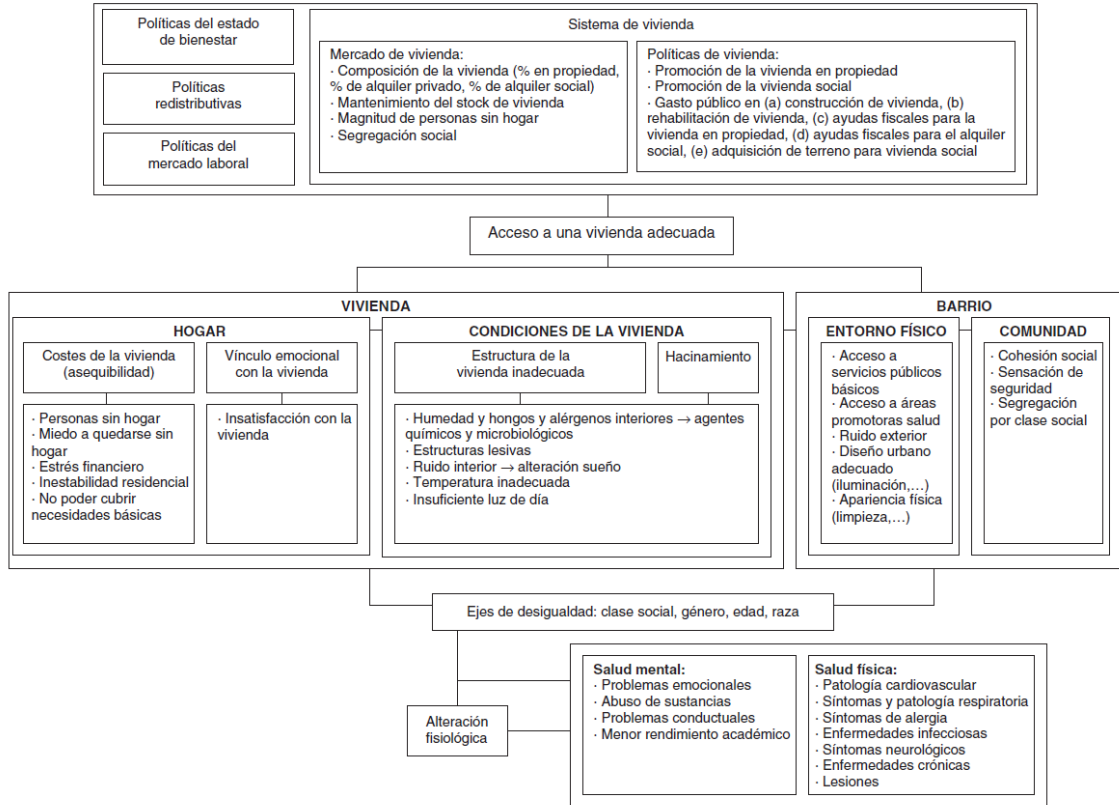 Políticas del estado
de bienestar
Políticas
redistributivas
Políticas del
mercado laboral
Sistema de vivienda
Mercado de vivienda:
· Composición de la vivienda (% en propiedad,
% de alquiler privado, % de alquiler social)
· Mantenimiento del stock de vivienda
· Magnitud de personas sin hogar
· Segregación social
Políticas de vivienda:
· Promoción de la vivienda en propiedad
· Promoción de la vivienda social
· Gasto público en (a) construcción de vivienda, (b)
rehabilitación de vivienda, (c) ayudas fiscales para la
vivienda en propiedad, (d) ayudas fiscales para el alquiler
social, (e) adquisición de terreno para vivienda social
Acceso a una vivienda adecuada
VIVIENDA
HOGAR
Costes de la vivienda
(asequibilidad)
· Personas sin hogar
· Miedo a quedarse sin
hogar
· Estrés financiero
· Inestabilidad residencial
· No poder cubrir
necesidades básicas
Vínculo emocional
con la vivienda
· Insatisfacción con la
vivienda
CONDICIONES DE LA VIVIENDA
Estructura de la
vivienda inadecuada
Hacinamiento
· Humedad y hongos y alérgenos interiores → agentes
químicos y microbiológicos
· Estructuras lesivas
· Ruido interior → alteración sueño
· Temperatura inadecuada
· Insuficiente luz de día
BARRIO
ENTORNO FÍSICO
· Acceso a
servicios públicos
básicos
· Acceso a áreas
promotoras salud
· Ruido exterior
· Diseño urbano
adecuado
(iluminación,...)
· Apariencia física
(limpieza,...)
COMUNIDAD
· Cohesión social
· Sensación de
seguridad
· Segregación
por clase social
Ejes de desigualdad: clase social, género, edad, raza
Alteración
fisiológica
Salud mental:
· Problemas emocionales
· Abuso de sustancias
· Problemas conductuales
· Menor rendimiento académico
Salud física:
· Patología cardiovascular
· Síntomas y patología respiratoria
· Síntomas de alergia
· Enfermedades infecciosas
· Síntomas neurológicos
· Enfermedades crónicas
· Lesiones